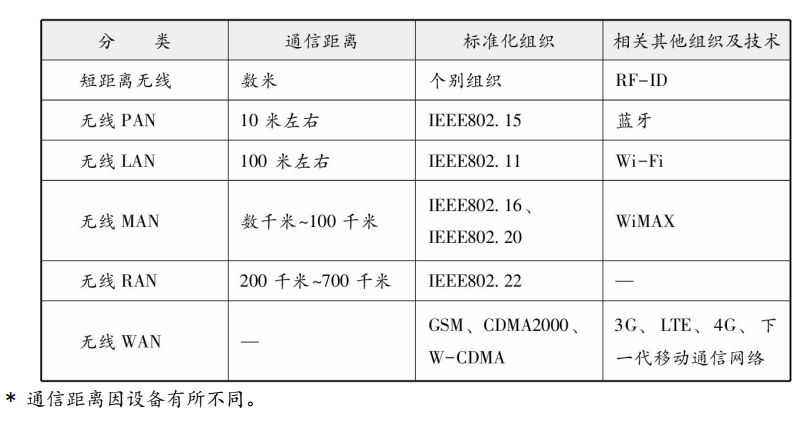 分 类 通信距离 标准化组织 相关其他组织及技术
短距离无线 数米 个别组织 RF-ID
无线 PAN 10 米左右 IEEE802.15 蓝牙
无线 LAN 100 米左右 IEEE802.11 Wi-Fi
无线 MAN 数千米~100 千米 IEEE802.16、 WiMAX
IEEE802.20
无线 RAN 200 千米~700 千米 IEEE802.22 —
无线 WAN — GSM、CDMA2000、 3G、LTE、4G、下
W-CDMA 一代移动通信网络
* 通信距离因设备有所不同。